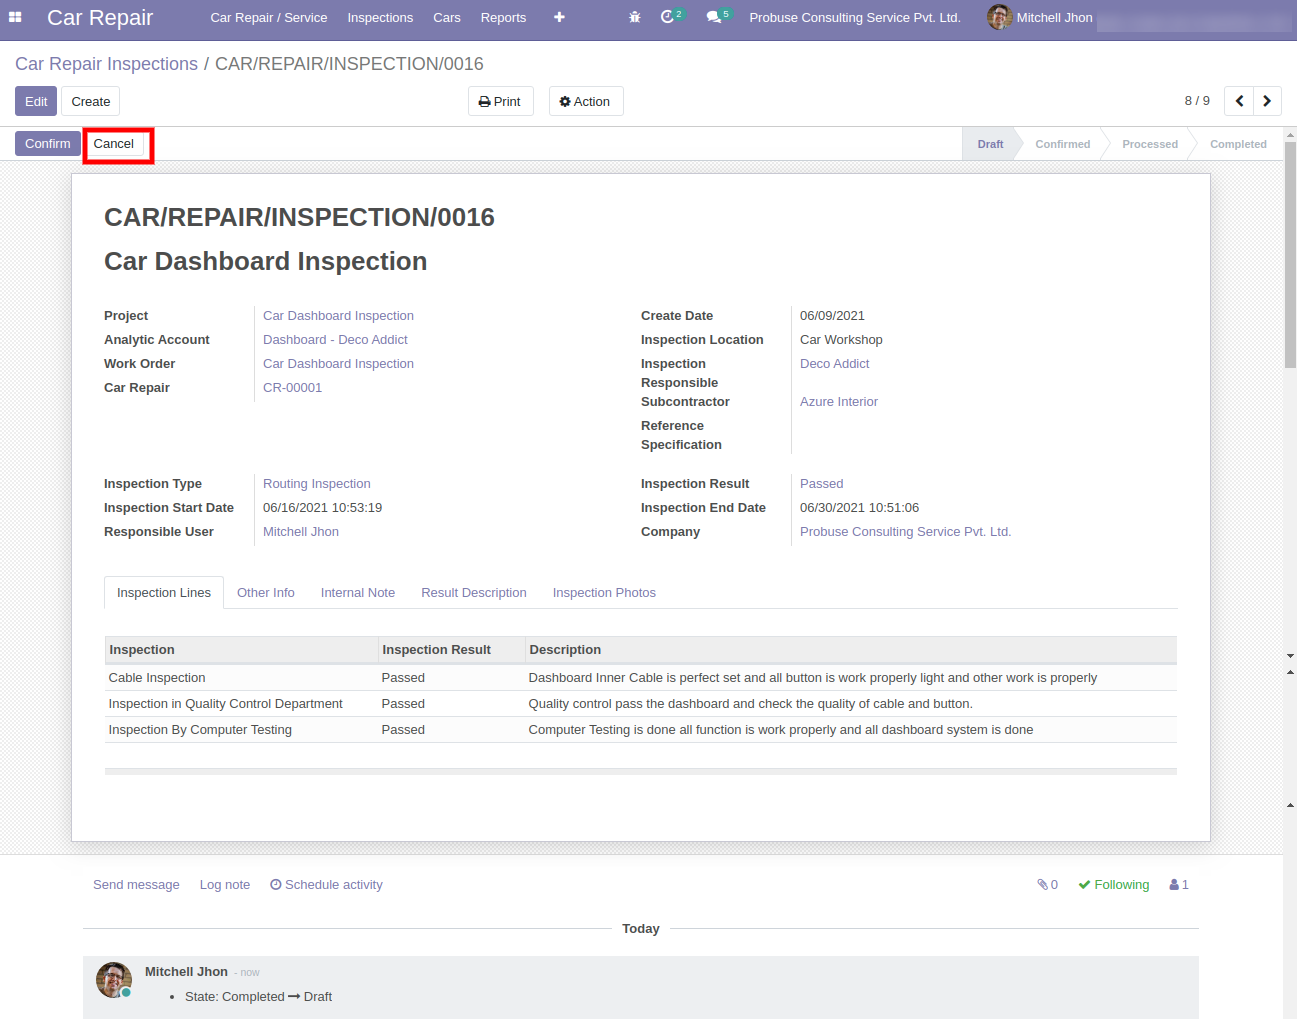 Car Repair Car Repair / Service Inspections Cars Reports 2 5 Probuse Consulting Service Pvt. Ltd. Mitchell Jhon
Car Repair Inspections / CAR/REPAIR/INSPECTION/0016
Edit Create Print Action 8 / 9
Confirm Cancel Draft Confirmed Processed Completed
CAR/REPAIR/INSPECTION/0016
Car Dashboard Inspection
Project Car Dashboard Inspection
Analytic Account Dashboard - Deco Addict
Work Order Car Dashboard Inspection
Car Repair CR-00001
Create Date 06/09/2021
Inspection Location Car Workshop
Inspection Deco Addict
Responsible
Subcontractor Azure Interior
Reference
Specification
Inspection Type Routing Inspection
Inspection Start Date 06/16/2021 10:53:19
Responsible User Mitchell Jhon
Inspection Result Passed
Inspection End Date 06/30/2021 10:51:06
Company Probuse Consulting Service Pvt. Ltd.
Inspection Lines Other Info Internal Note Result Description Inspection Photos
Inspection Inspection Result Description
Cable Inspection Passed Dashboard Inner Cable is perfect set and all button is work properly light and other work is properly
Inspection in Quality Control Department Passed Quality control pass the dashboard and check the quality of cable and button.
Inspection By Computer Testing Passed Computer Testing is done all function is work properly and all dashboard system is done
Send message Log note Schedule activity 0 Following 1
Today
Mitchell Jhon - now
• State: Completed → Draft